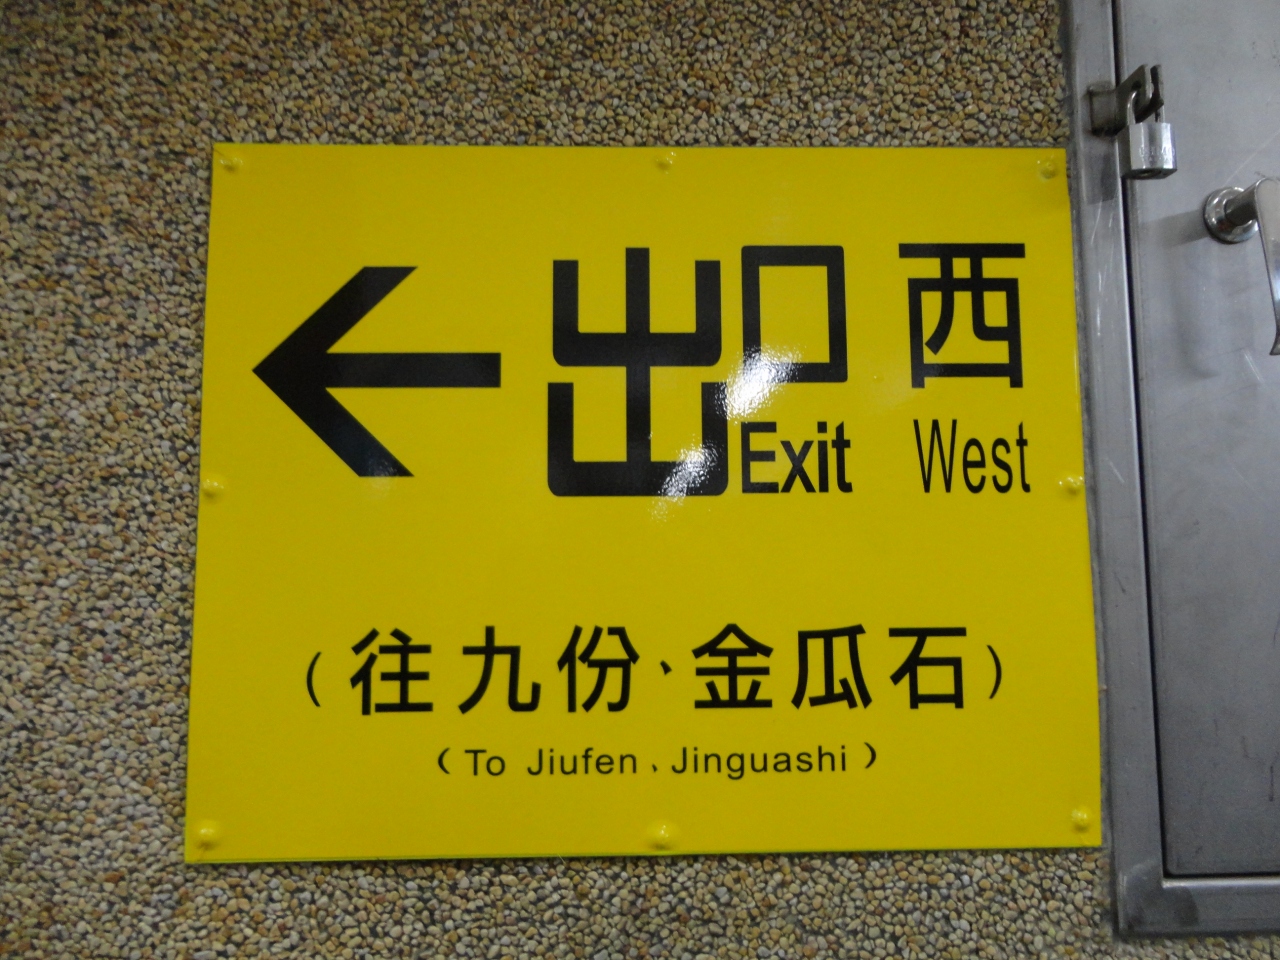 ← 出口 西
Exit West
(往九份、金瓜石)
(To Jiufen、Jinguashi)